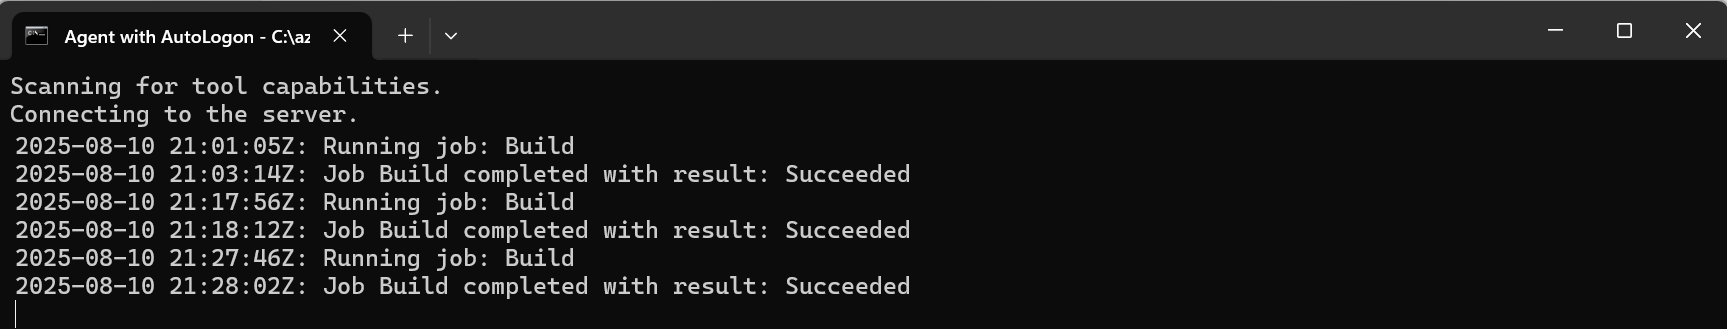 Agent with AutoLogon - C:\az
Scanning for tool capabilities.
Connecting to the server.
2025-08-10 21:01:05Z: Running job: Build
2025-08-10 21:03:14Z: Job Build completed with result: Succeeded
2025-08-10 21:17:56Z: Running job: Build
2025-08-10 21:18:12Z: Job Build completed with result: Succeeded
2025-08-10 21:27:46Z: Running job: Build
2025-08-10 21:28:02Z: Job Build completed with result: Succeeded